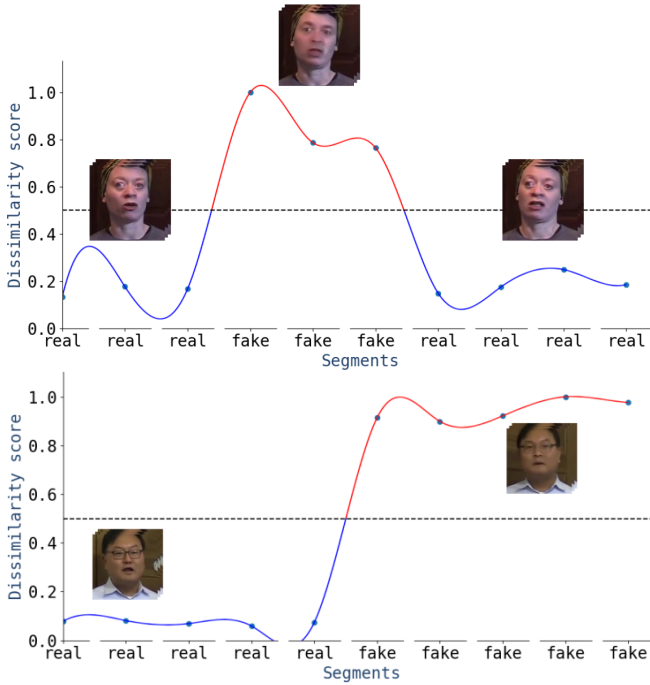 Dissimilarity score
1.0
0.8
0.6
0.4
0.2
0.0
real real real fake fake fake real real real real
Segments
Dissimilarity score
1.0
0.8
0.6
0.4
0.2
0.0
real real real real real fake fake fake fake fake
Segments